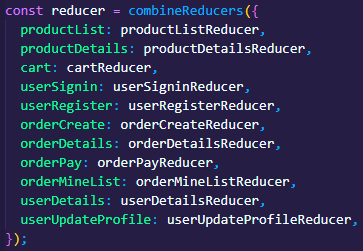 const reducer = combineReducers({
  productList: productListReducer,
  productDetails: productDetailsReducer,
  cart: cartReducer,
  userSignin: userSigninReducer,
  userRegister: userRegisterReducer,
  orderCreate: orderCreateReducer,
  orderDetails: orderDetailsReducer,
  orderPay: orderPayReducer,
  orderMineList: orderMineListReducer,
  userDetails: userDetailsReducer,
  userUpdateProfile: userUpdateProfileReducer,
});